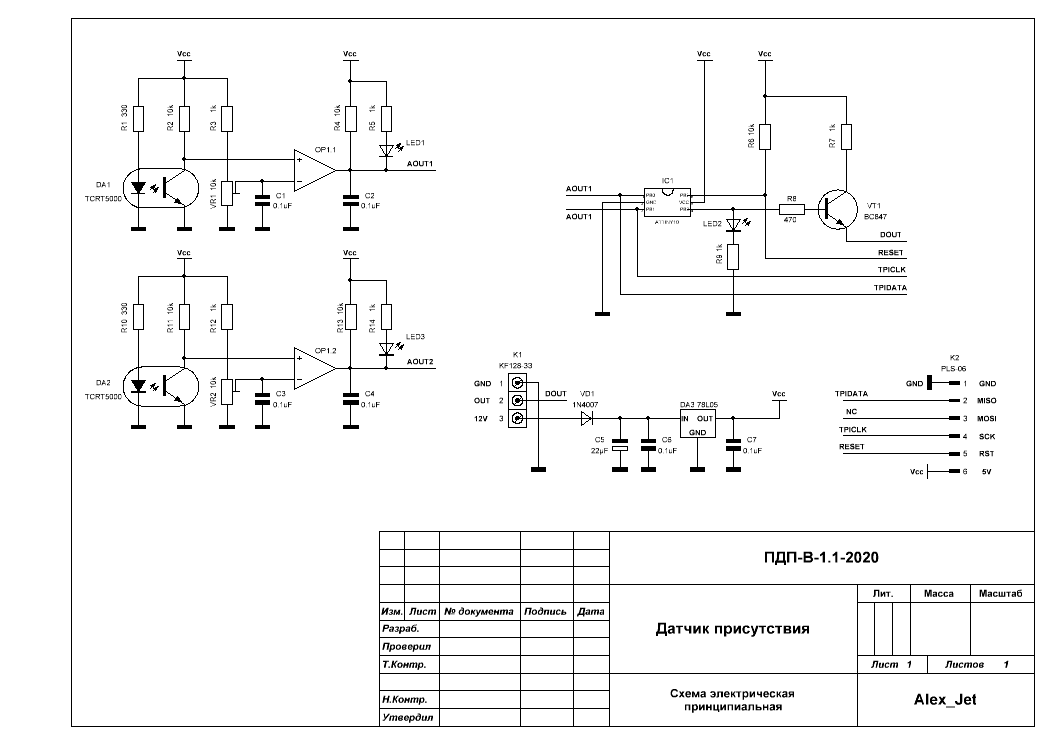 Vcc
R1 330
R2 10k
R3 1k
R4 10k
R5 1k
OP1.1
LED1
AOUT1
DA1
TCRT5000
VR1 10k
C1
0.1uF
C2
0.1uF
Vcc
Vcc
R10 330
R11 10k
R12 1k
R13 10k
R14 1k
OP1.2
LED3
AOUT2
DA2
TCRT5000
VR2 10k
C3
0.1uF
C4
0.1uF
Vcc
Vcc
Vcc
Vcc
R6 10k
R7 1k
IC1
AOUT1
AOUT1
PB0
GND
PB1
VCC
ATTINY10
R8
470
VT1
BC847
LED2
R9 1k
DOUT
RESET
TPICLK
TPIDATA
K1
KF128-33
GND 1
OUT 2
12V 3
DOUT
VD1
1N4007
C5
22µF
C6
0.1uF
DA3 78L05
IN OUT
GND
C7
0.1uF
Vcc
K2
PLS-06
GND 1 GND
TPIDATA 2 MISO
NC 3 MOSI
TPICLK 4 SCK
RESET 5 RST
Vcc 6 5V
ПДП-В-1.1-2020
Лит. Масса Масштаб
Изм. Лист № документа Подпись Дата
Разраб.
Проверил
Т.Контр.
Н.Контр.
Утвердил
Датчик присутствия
Лист 1 Листов 1
Схема электрическая
принципиальная
Alex_Jet